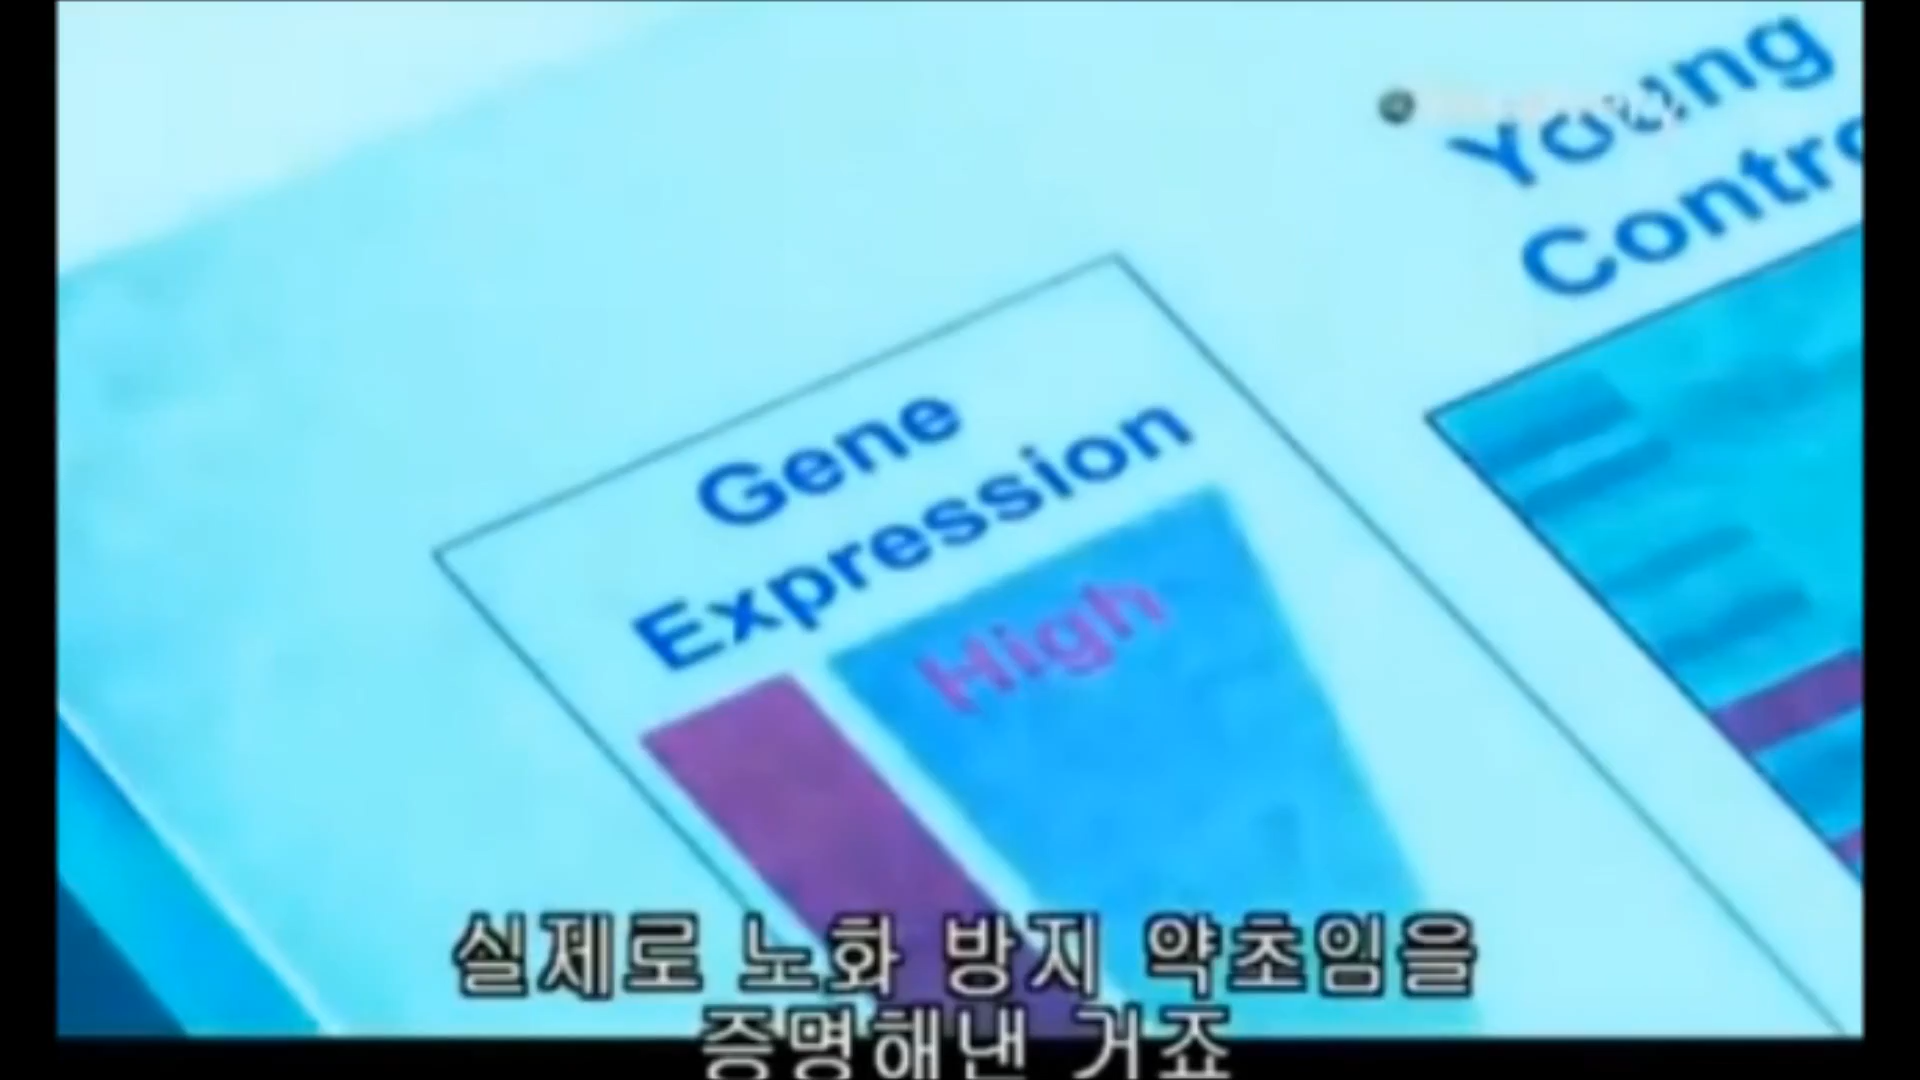 Young
Contro
Gene
Expression
High
실제로 노화 방지 약초임을
증명해낸 거죠